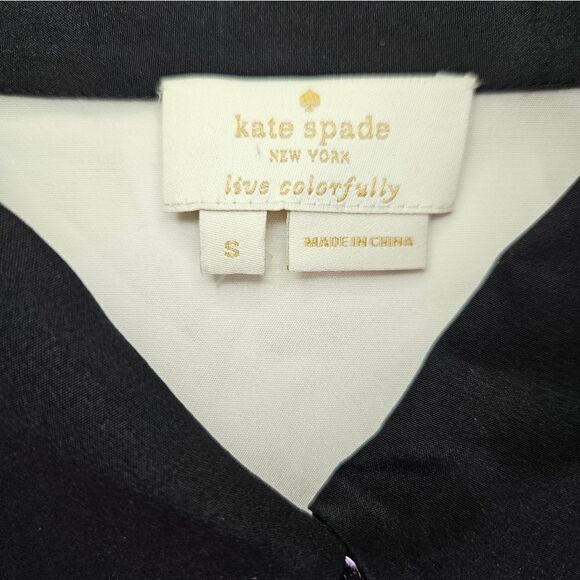 kate spade
NEW YORK
live colorfully
S
MADE IN CHINA